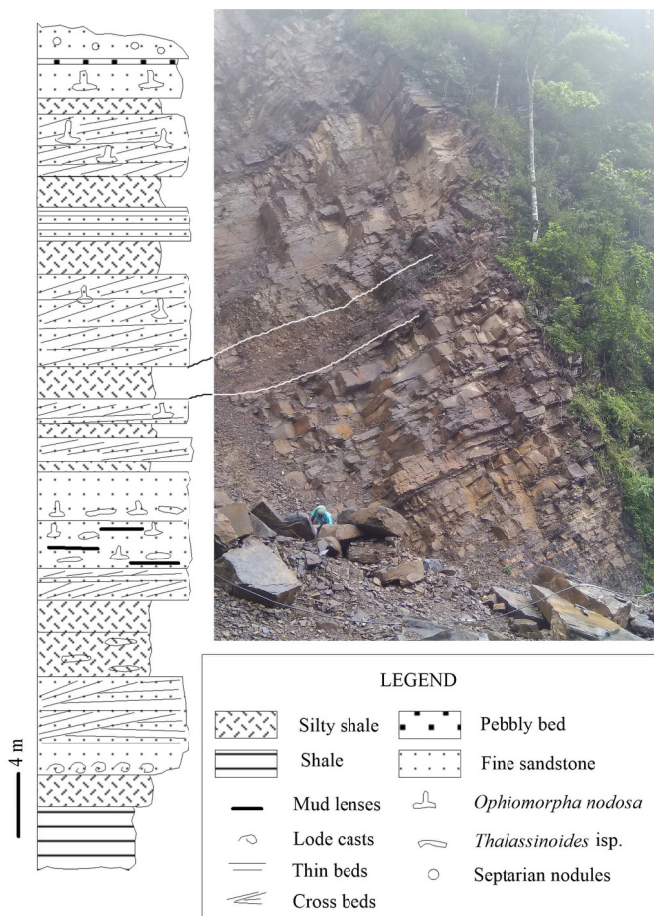 4 m
LEGEND
Silty shale
Pebbly bed
Shale
Fine sandstone
Mud lenses
Ophiomorpha nodosa
Lode casts
Thalassinoides isp.
Thin beds
Septarian nodules
Cross beds